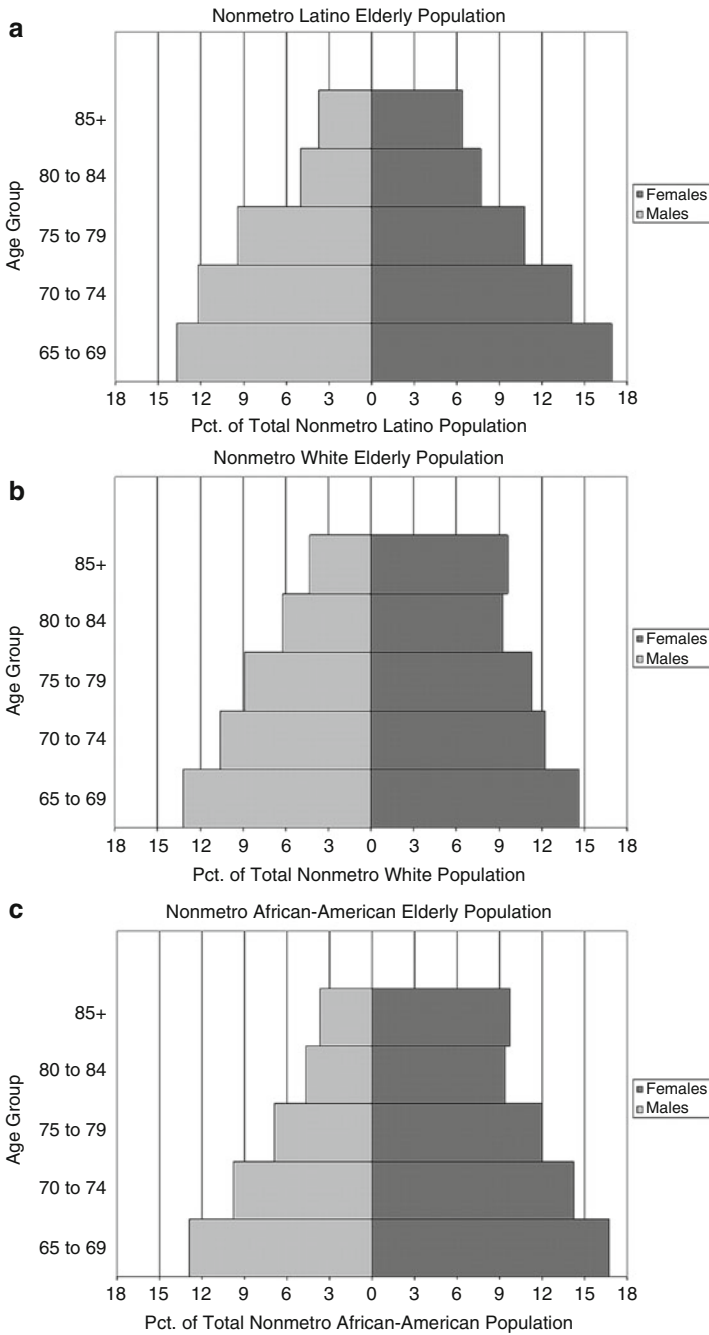 Nonmetro Latino Elderly Population
a
85+
80 to 84
75 to 79
70 to 74
65 to 69
Age Group
Females
Males
18 15 12 9 6 3 0 3 6 9 12 15 18
Pct. of Total Nonmetro Latino Population
Nonmetro White Elderly Population
b
85+
80 to 84
75 to 79
70 to 74
65 to 69
Age Group
Females
Males
18 15 12 9 6 3 0 3 6 9 12 15 18
Pct. of Total Nonmetro White Population
c
Nonmetro African-American Elderly Population
85+
80 to 84
75 to 79
70 to 74
65 to 69
Age Group
Females
Males
18 15 12 9 6 3 0 3 6 9 12 15 18
Pct. of Total Nonmetro African-American Population